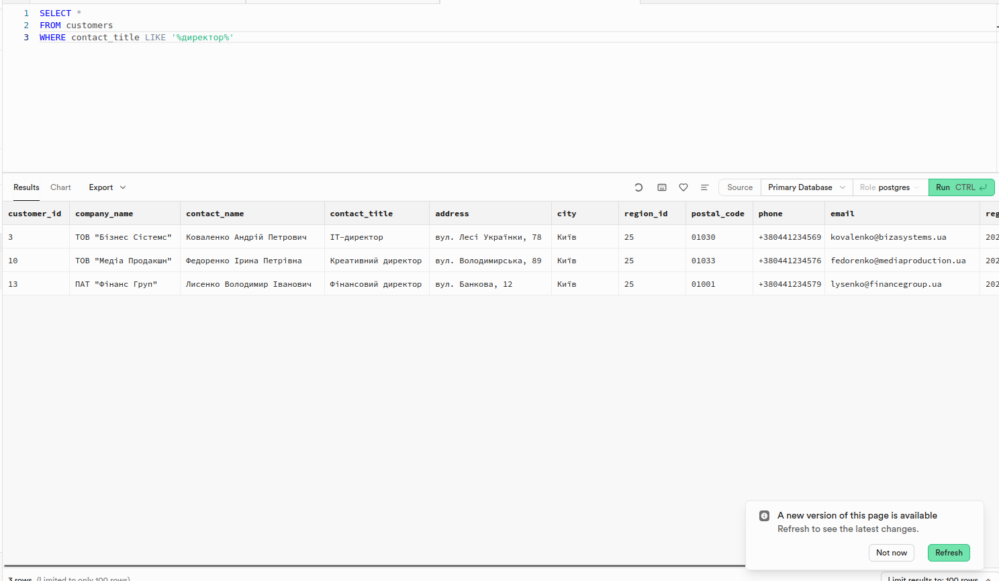 1 SELECT *
2 FROM customers
3 WHERE contact_title LIKE '%директор%'
Results Chart Export Source Primary Database Role postgres Run CTRL
customer_id company_name contact_name contact_title address city region_id postal_code phone email reg
3 ТОВ "Бізнес Сістемс" Коваленко Андрій Петрович IT-директор вул. Лесі Українки, 78 Київ 25 01030 +380441234569 kovalenko@bizasystems.ua 202
10 ТОВ "Медіа Продакшн" Федоренко Ірина Петрівна Креативний директор вул. Володимирська, 89 Київ 25 01033 +380441234576 fedorenko@mediaproduction.ua 202
13 ПАТ "Фінанс Груп" Лисенко Володимир Іванович Фінансовий директор вул. Банкова, 12 Київ 25 01001 +380441234579 lysenko@financegroup.ua 202
A new version of this page is available
Refresh to see the latest changes.
Not now Refresh
3 rows (Limited to only 100 rows) Limit results to: 100 rows